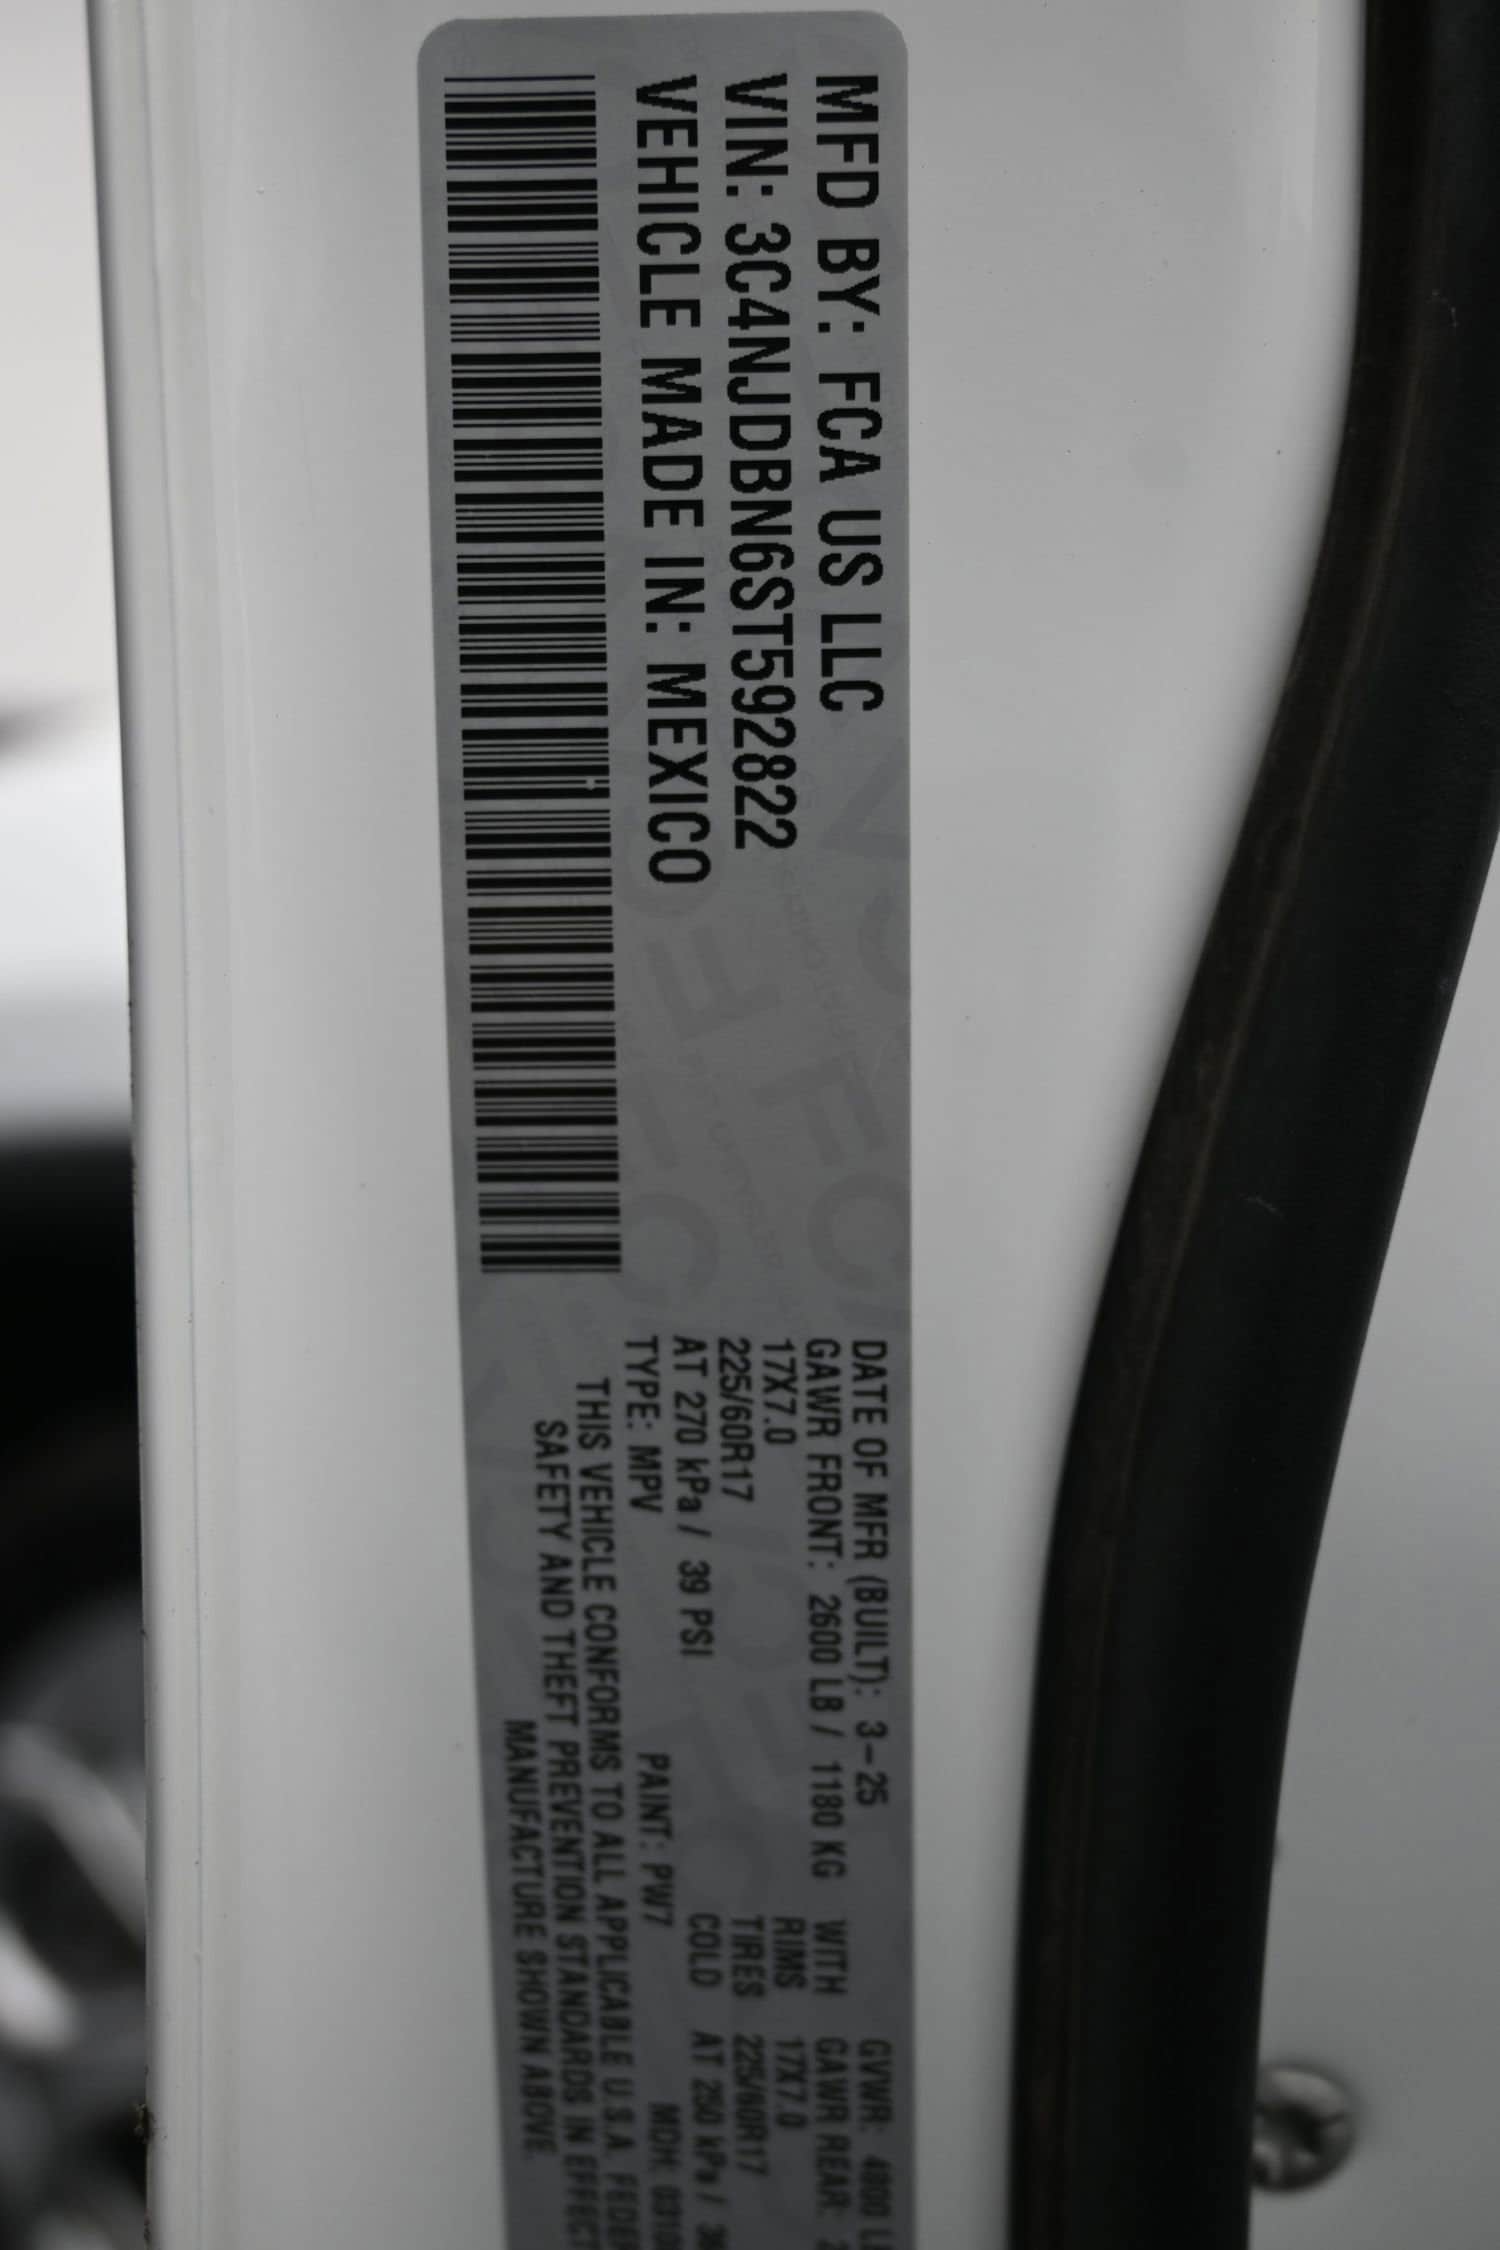 MFD BY: FCA US LLC
VIN: 3C4NJDBN6ST592822
VEHICLE MADE IN: MEXICO
DATE OF MFR (BUILT): 3-25
GVWR: 4800
GAWR FRONT: 2600 LB / 1180 KG WITH GAWR REAR:
17X7.0 RIMS 17X7.0
225/60R17 TIRES 225/60R17
AT 270 kPa / 39 PSI COLD AT 250 kPa /
TYPE: MPV PAINT: PW7 MDH:
THIS VEHICLE CONFORMS TO ALL APPLICABLE U.S.A.
SAFETY AND THEFT PREVENTION STANDARDS IN EFFECT
MANUFACTURE SHOWN ABOVE.